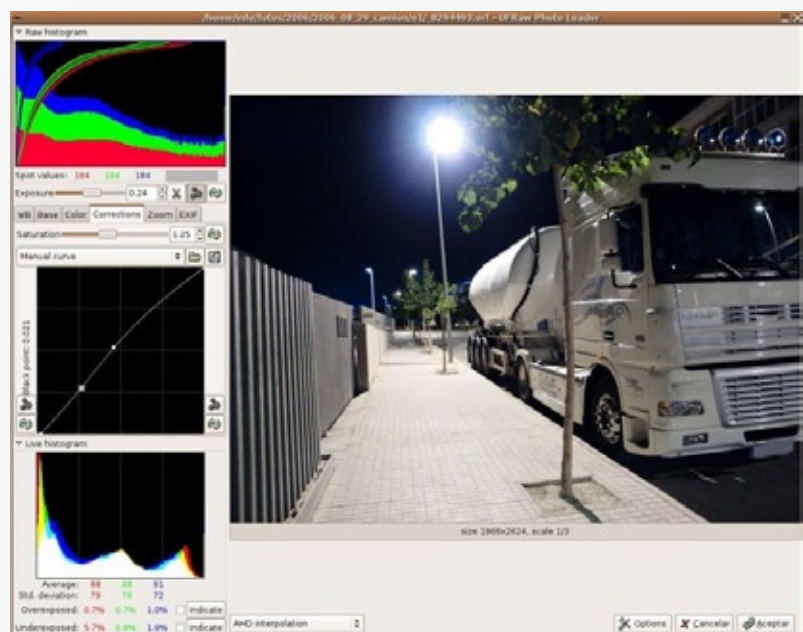 /home/info/fotos/2006/2006_08_29_camion/e1/_8294493.orf - UFRaw Photo Loader
Raw histogram
Spot values: 184 184 184
Exposure 0.24
WB Base Color Corrections Zoom EXIF
Saturation 1.25
Manual curve
Black point: 0.021
Live histogram
Average: 88 88 91
Std. deviation: 79 76 72
Overexposed: 0.7% 0.7% 1.0% Indicate
Underexposed: 5.7% 0.8% 1.8% Indicate
size 1966x2624, scale 1/3
AHD interpolation
Options
Cancelar
Aceptar